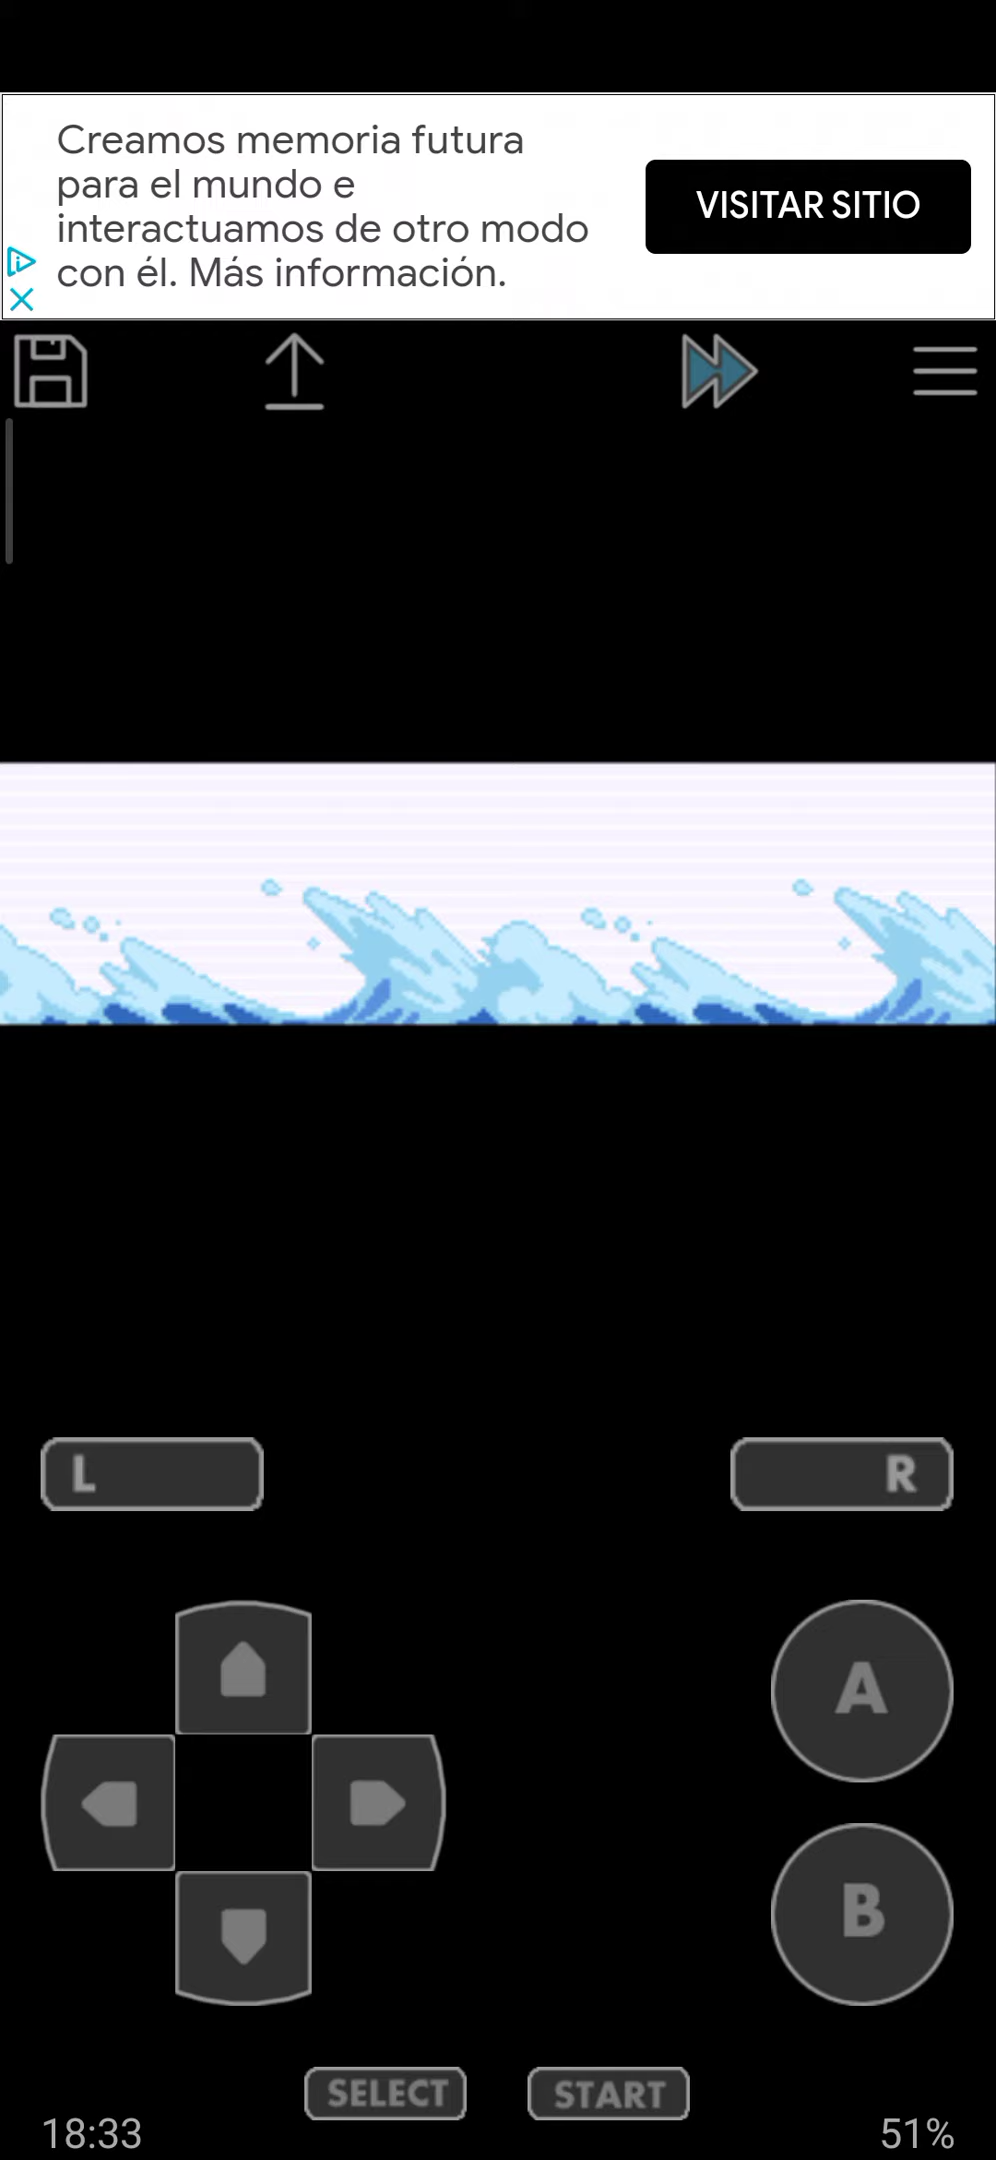 Creamos memoria futura
para el mundo e
interactuamos de otro modo
con él. Más información.
VISITAR SITIO
L
R
A
B
SELECT
START
18:33
51%